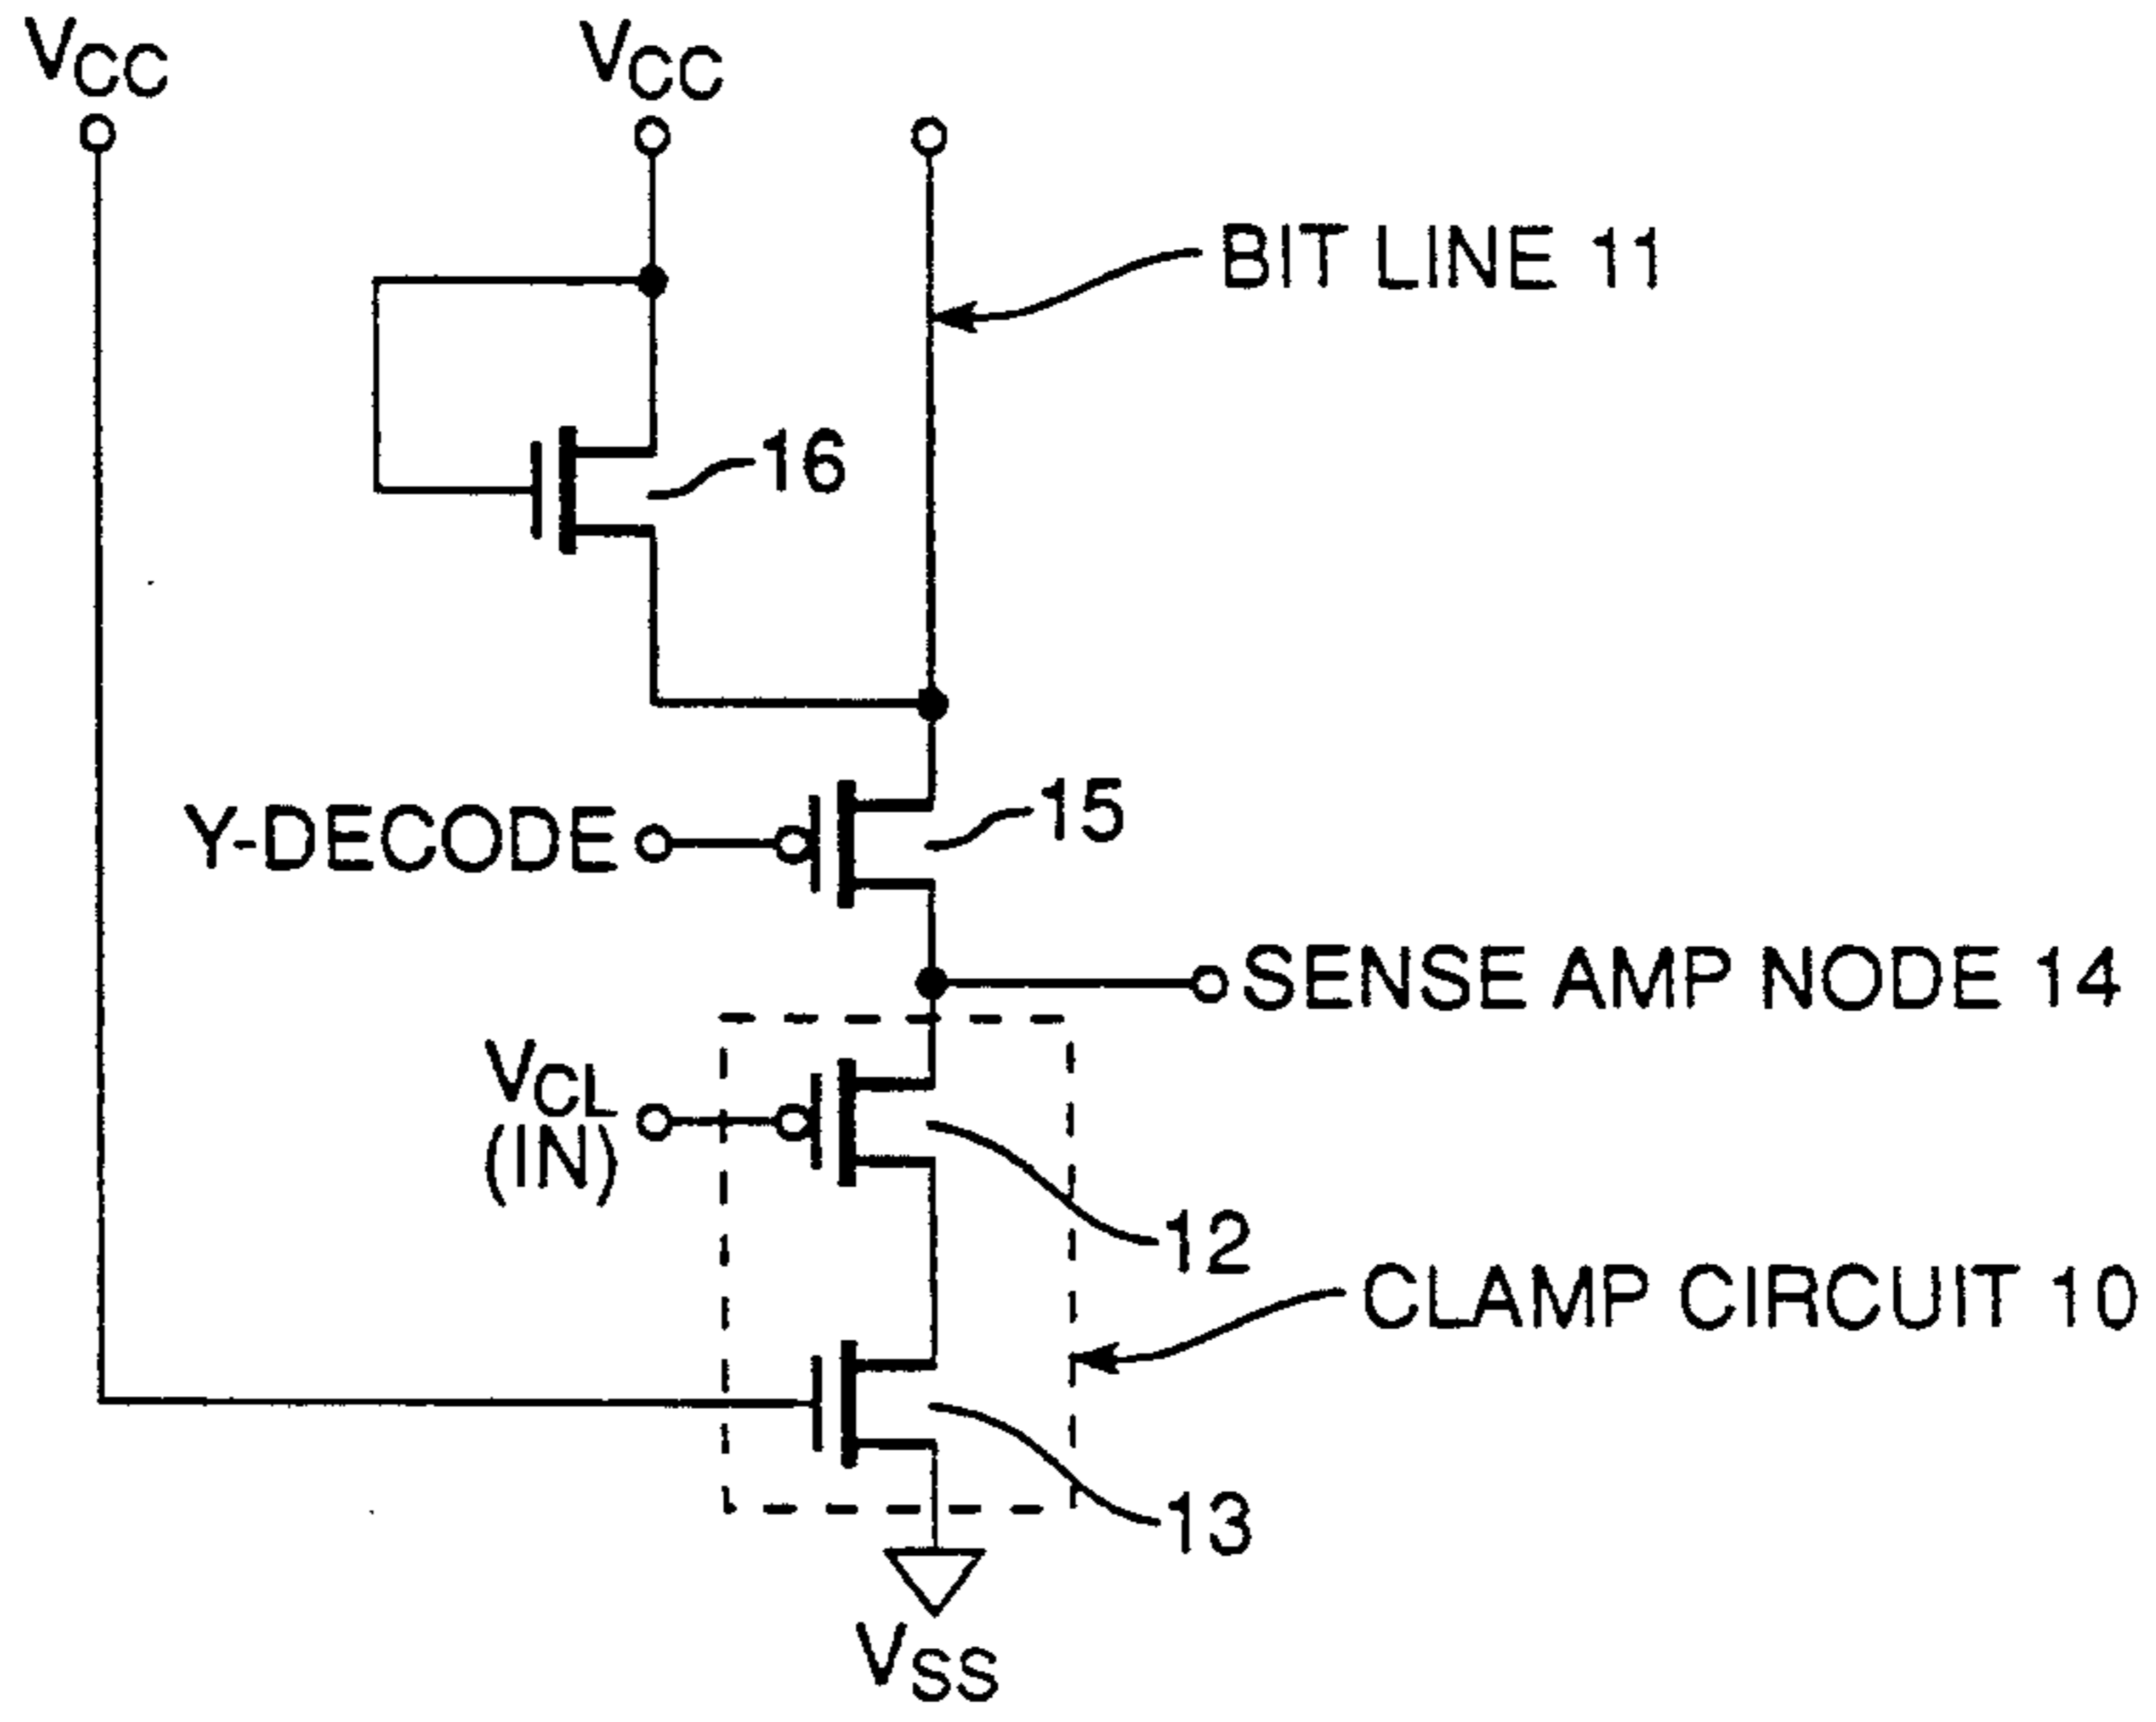 VCC
VCC
BIT LINE 11
16
15
Y-DECODE
SENSE AMP NODE 14
VCL
(IN)
12
CLAMP CIRCUIT 10
13
VSS